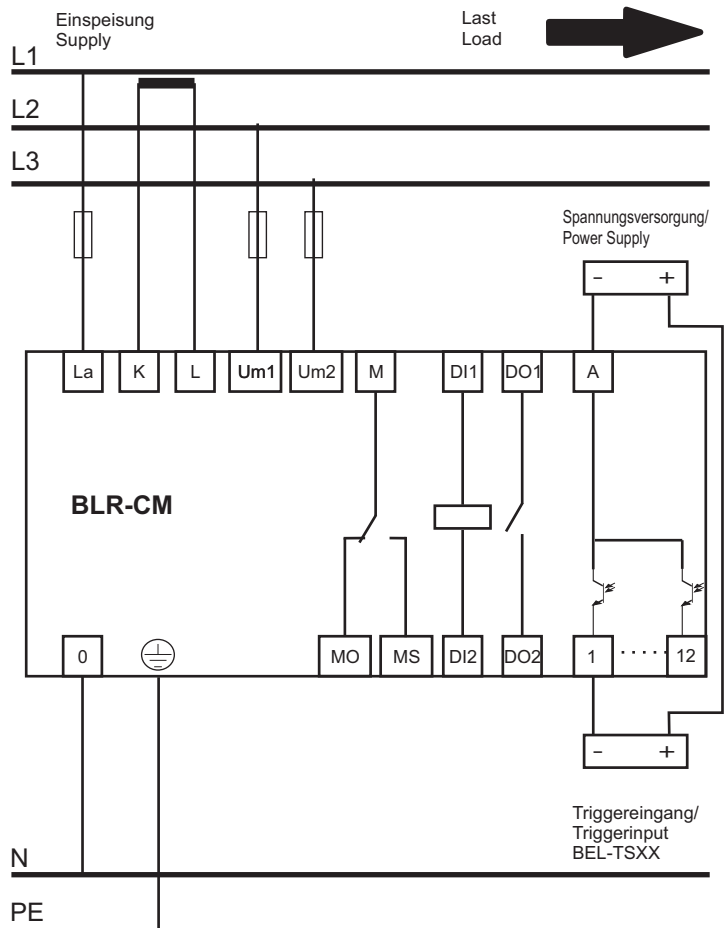 Einspeisung
Supply
Last
Load
L1
L2
L3
Spannungsversorgung/
Power Supply
- +
La K L Um1 Um2 M DI1 DO1 A
BLR-CM
0 MO MS DI2 DO2 1 ..... 12
- +
Triggereingang/
Triggerinput
BEL-TSXX
N
PE